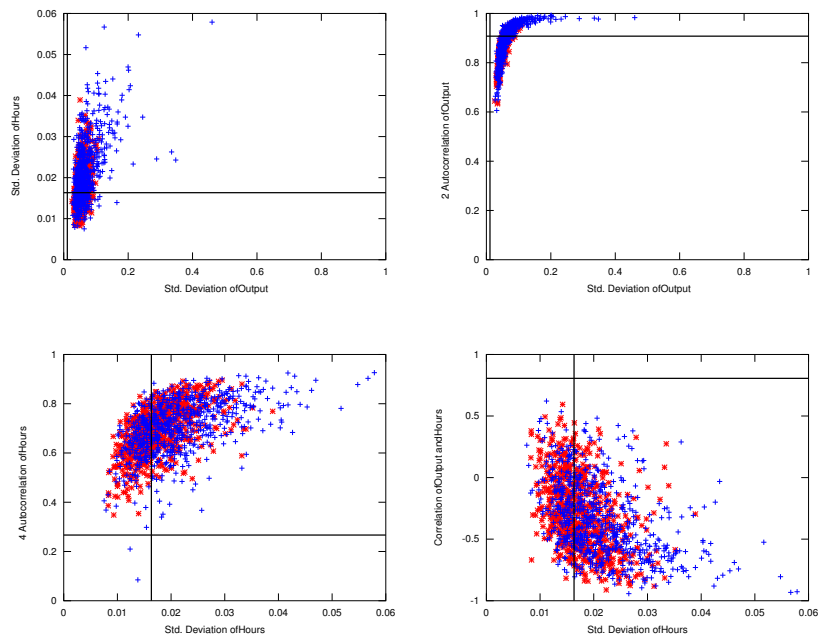 0.06
0.05
0.04
0.03
0.02
0.01
0
Std. Deviation ofHours
0 0.2 0.4 0.6 0.8 1
Std. Deviation ofOutput
1
0.8
0.6
0.4
0.2
0
2 Autocorrelation ofOutput
0 0.2 0.4 0.6 0.8 1
Std. Deviation ofOutput
1
0.8
0.6
0.4
0.2
0
4 Autocorrelation ofHours
0 0.01 0.02 0.03 0.04 0.05 0.06
Std. Deviation ofHours
1
0.5
0
-0.5
-1
Correlation ofOutput andHours
0 0.01 0.02 0.03 0.04 0.05 0.06
Std. Deviation ofHours